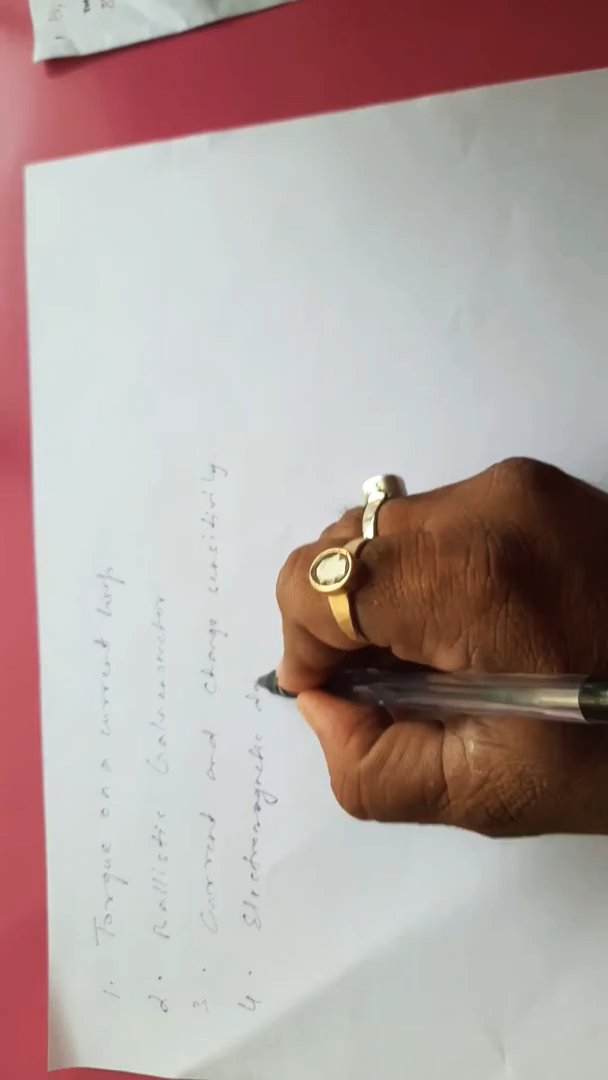 1. Torque on a current loop
2. Ballistic Galvanometer
3. Current and charge sensitivity
4. Electromagnetic d